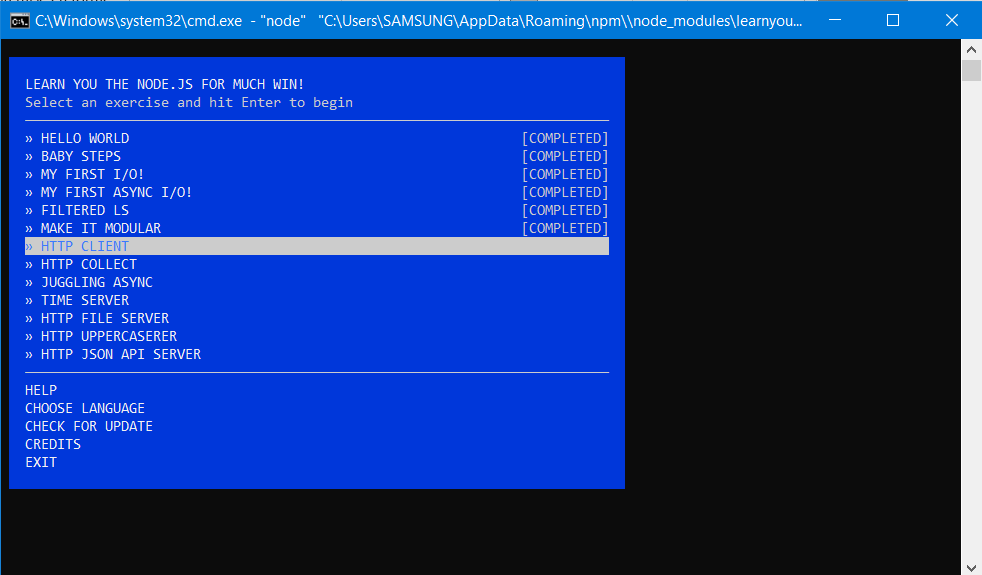 C:\Windows\system32\cmd.exe - "node" "C:\Users\SAMSUNG\AppData\Roaming\npm\\node_modules\learnyou...
LEARN YOU THE NODE.JS FOR MUCH WIN!
Select an exercise and hit Enter to begin
» HELLO WORLD [COMPLETED]
» BABY STEPS [COMPLETED]
» MY FIRST I/O! [COMPLETED]
» MY FIRST ASYNC I/O! [COMPLETED]
» FILTERED LS [COMPLETED]
» MAKE IT MODULAR [COMPLETED]
» HTTP CLIENT
» HTTP COLLECT
» JUGGLING ASYNC
» TIME SERVER
» HTTP FILE SERVER
» HTTP UPPERCASERER
» HTTP JSON API SERVER
HELP
CHOOSE LANGUAGE
CHECK FOR UPDATE
CREDITS
EXIT